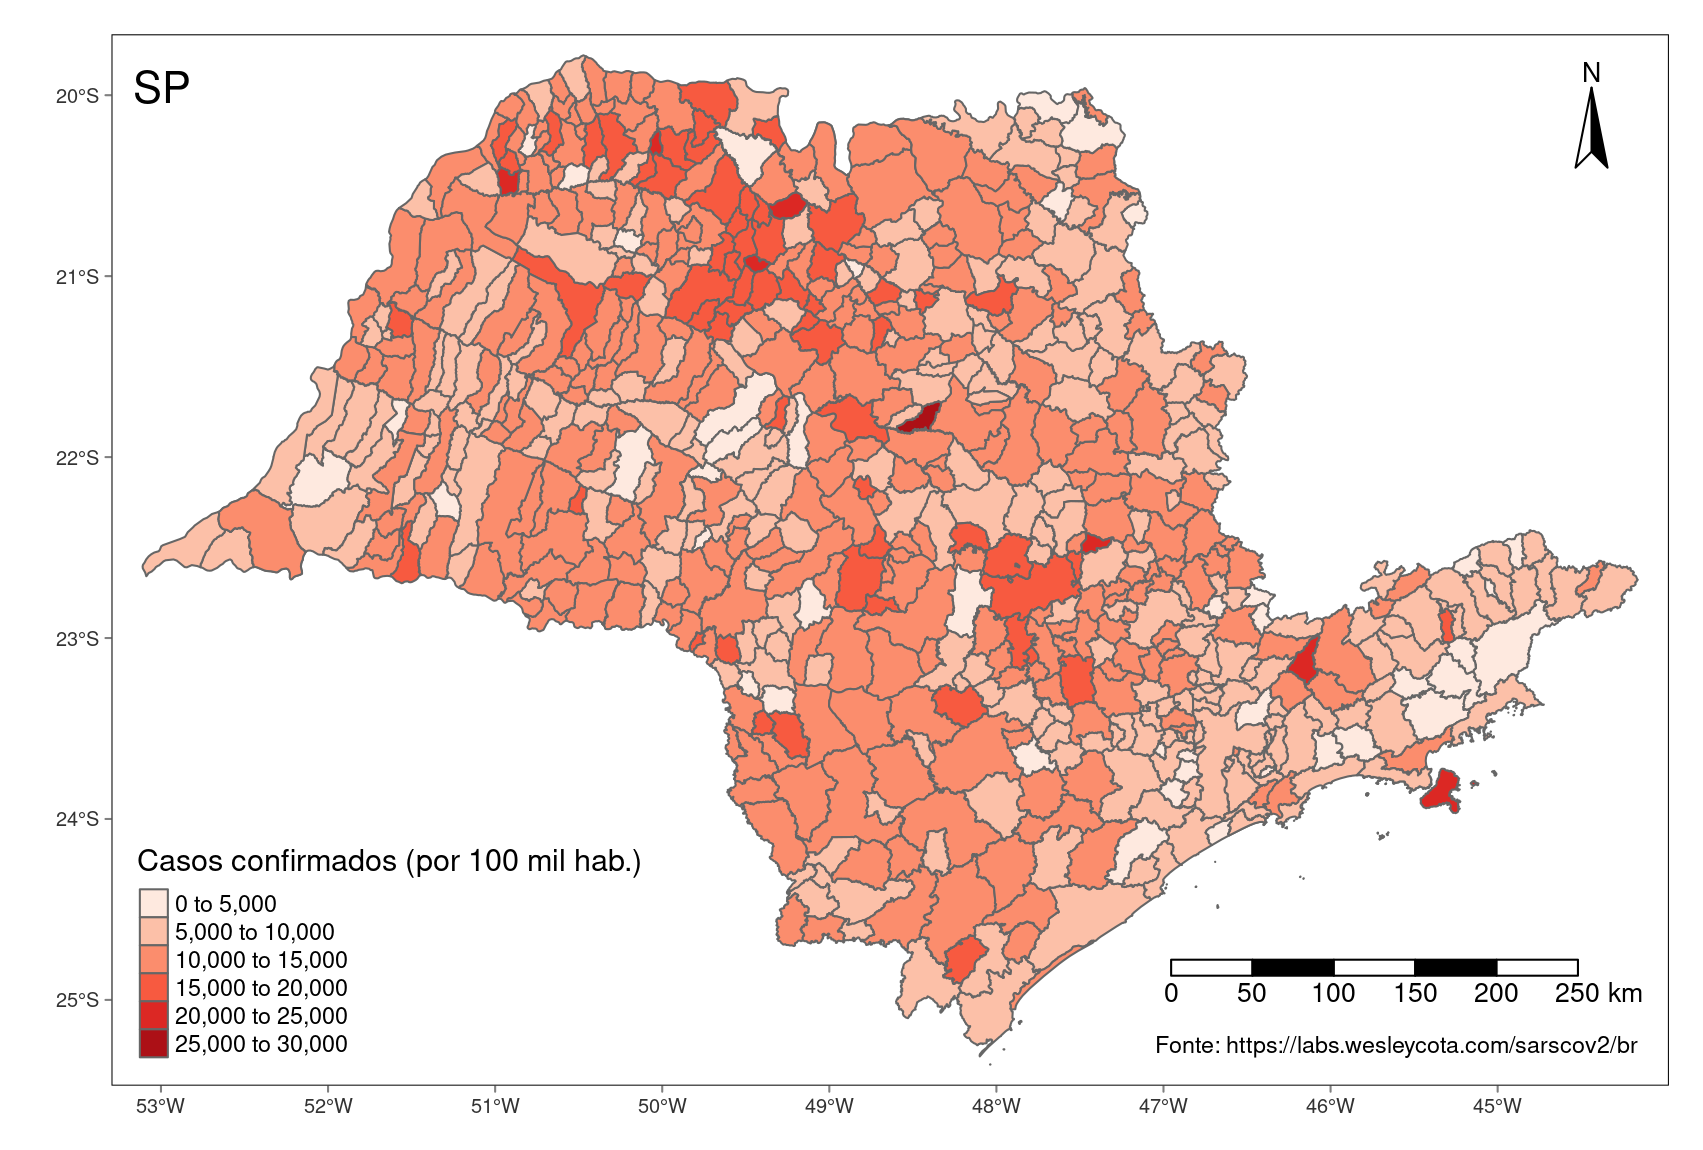 SP
N
20°S
21°S
22°S
23°S
24°S
25°S
Casos confirmados (por 100 mil hab.)
0 to 5,000
5,000 to 10,000
10,000 to 15,000
15,000 to 20,000
20,000 to 25,000
25,000 to 30,000
0 50 100 150 200 250 km
Fonte: https://labs.wesleycota.com/sarscov2/br
53°W 52°W 51°W 50°W 49°W 48°W 47°W 46°W 45°W